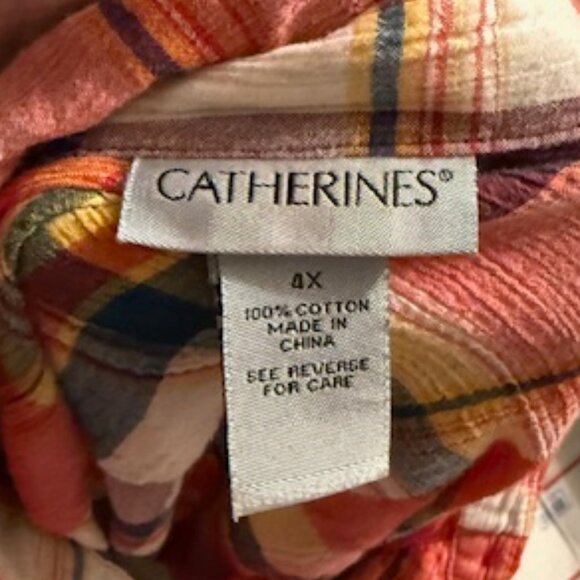 CATHERINES®
4X
100% COTTON
MADE IN
CHINA
SEE REVERSE
FOR CARE